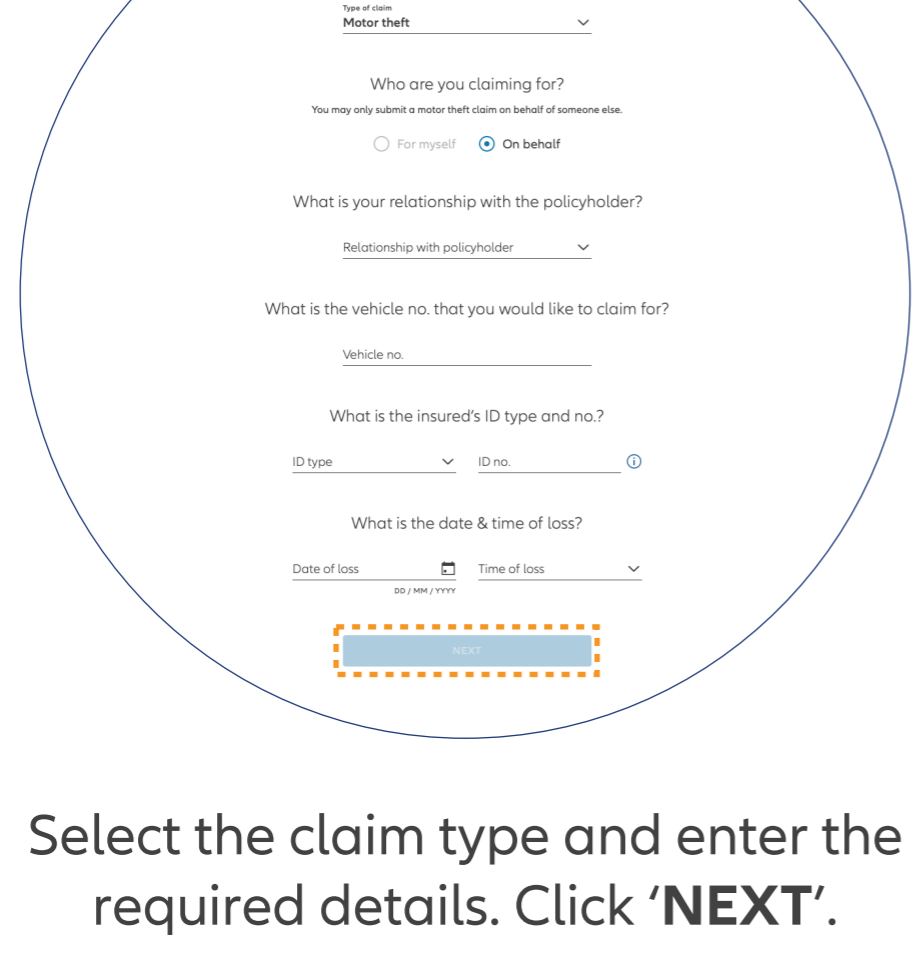 Type of claim
Motor theft
Who are you claiming for?
You may only submit a motor theft claim on behalf of someone else.
For myself On behalf
What is your relationship with the policyholder?
Relationship with policyholder
What is the vehicle no. that you would like to claim for?
Vehicle no.
What is the insured's ID type and no.?
ID type ID no.
What is the date & time of loss?
Date of loss Time of loss
DD / MM / YYYY
NEXT
Select the claim type and enter the
required details. Click ‘NEXT’.